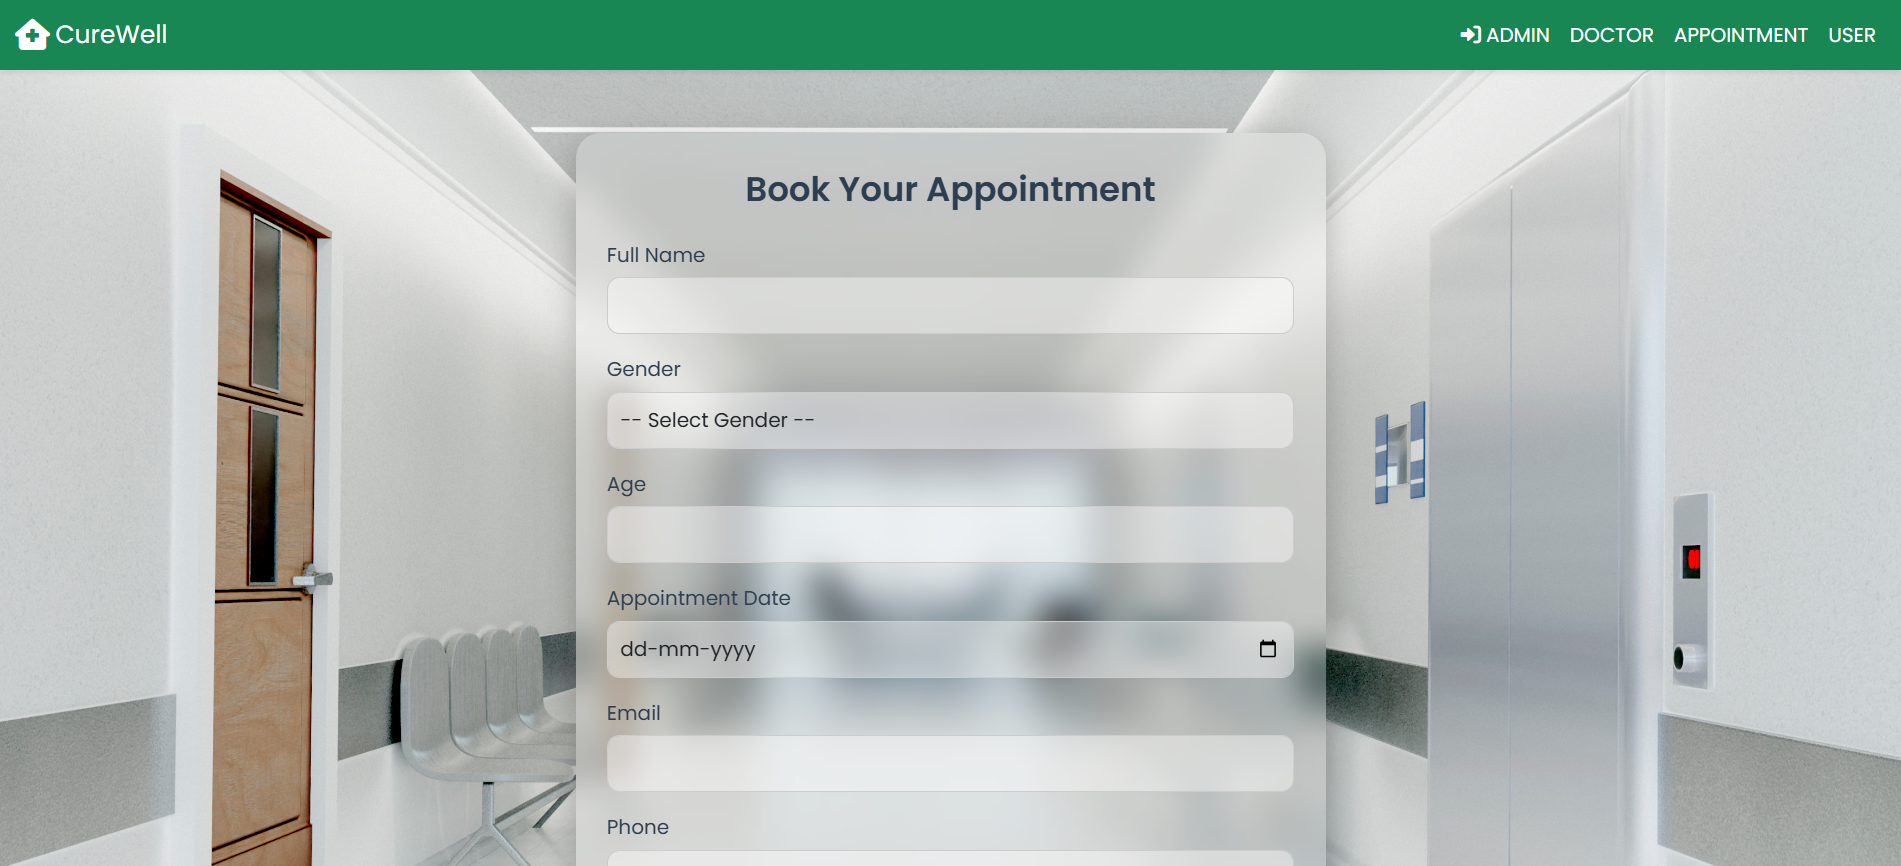 CureWell
ADMIN DOCTOR APPOINTMENT USER
Book Your Appointment
Full Name
Gender
-- Select Gender --
Age
Appointment Date
dd-mm-yyyy
Email
Phone